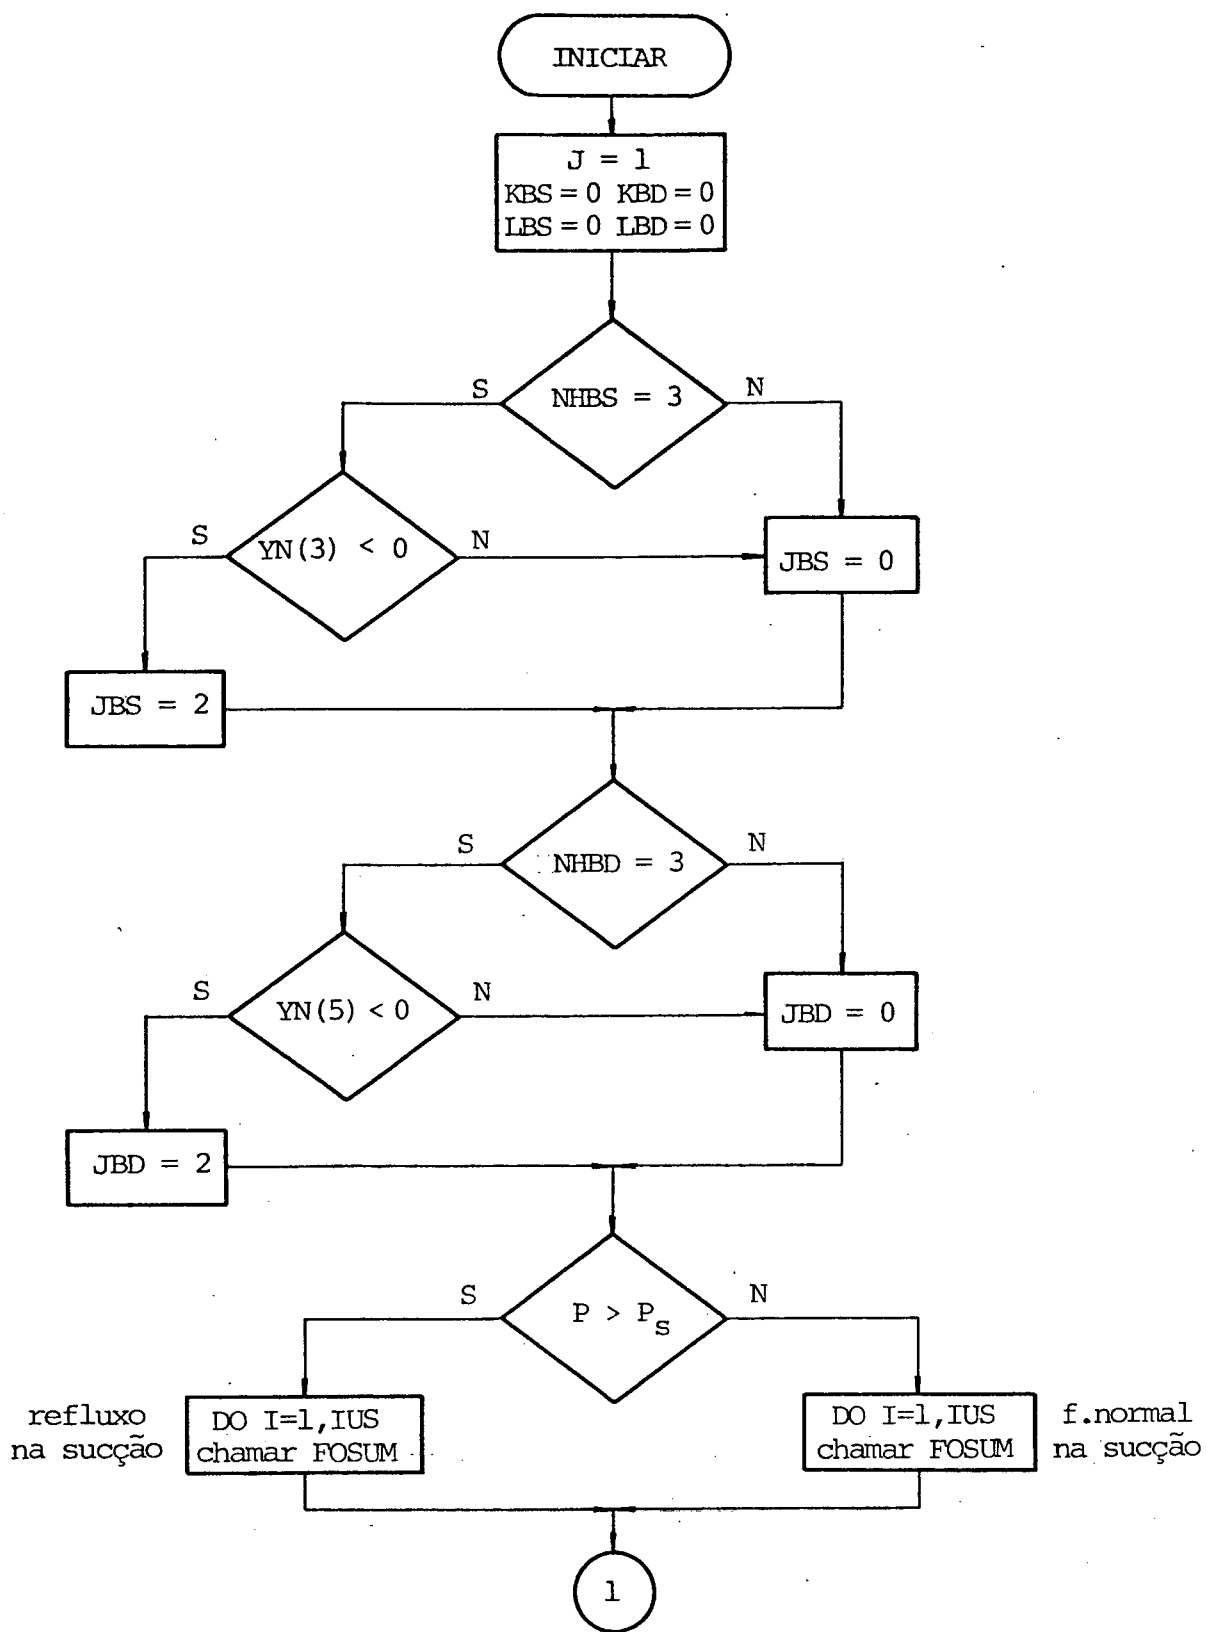 INICIAR
J = 1
KBS = 0 KBD = 0
LBS = 0 LBD = 0
S
NHBS = 3
N
S
YN(3) < 0
N
JBS = 0
JBS = 2
S
NHBD = 3
N
S
YN(5) < 0
N
JBD = 0
JBD = 2
S
P > Ps
N
refluxo
na sucção
DO I=1,IUS
chamar FOSUM
DO I=1,IUS
chamar FOSUM
f.normal
na sucção
1